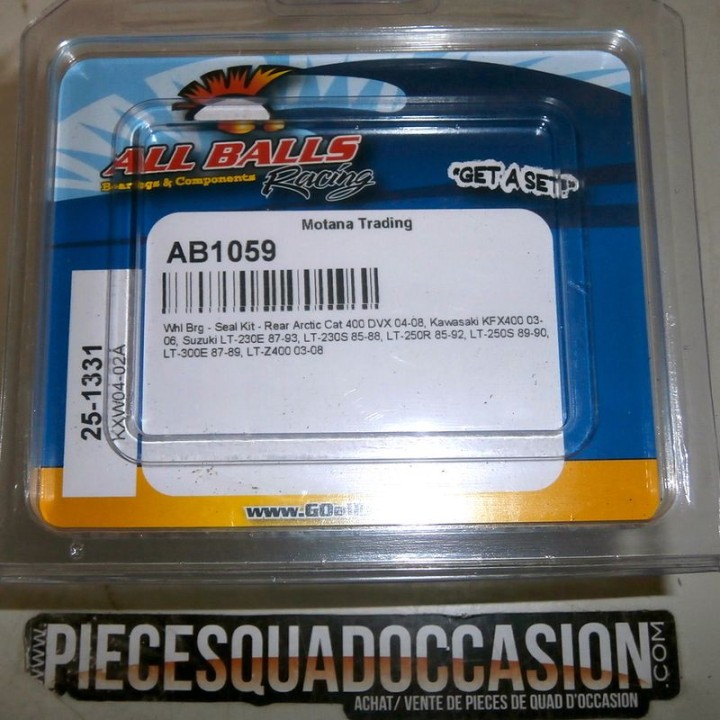 ALL BALLS
Racing
Bearings & Components
"GET A SET!"
Motana Trading
AB1059
Whl Brg - Seal Kit - Rear Arctic Cat 400 DVX 04-08, Kawasaki KFX400 03-
06, Suzuki LT-230E 87-93, LT-230S 85-88, LT-250R 85-92, LT-250S 89-90,
LT-300E 87-89, LT-Z400 03-08
25-1331
KXW04-02A
www.
www.PIECESQUADOCCASION.COM
ACHAT/ VENTE DE PIECES DE QUAD D'OCCASION